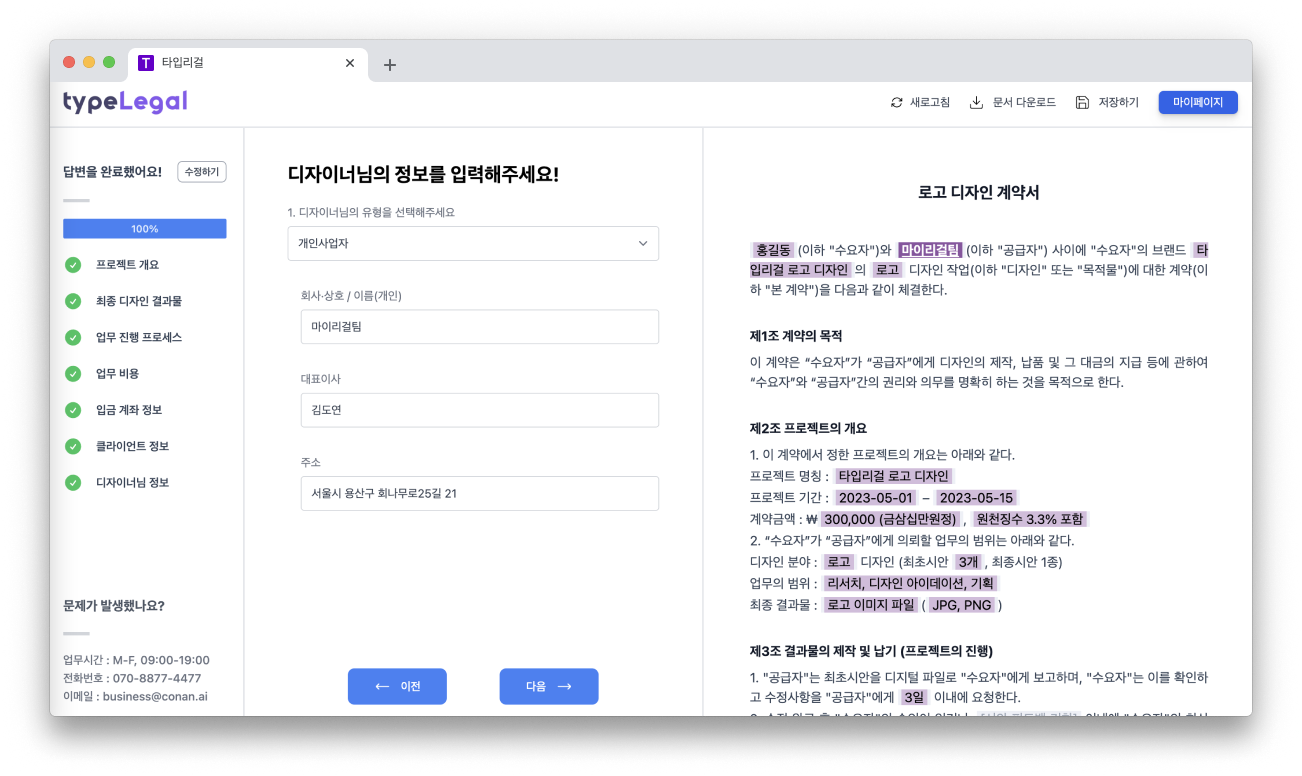 T 타입리걸
typeLegal
새로고침 문서 다운로드 저장하기 마이페이지
답변을 완료했어요! 수정하기
100%
프로젝트 개요
최종 디자인 결과물
업무 진행 프로세스
업무 비용
입금 계좌 정보
클라이언트 정보
디자이너님 정보
문제가 발생했나요?
업무시간 : M-F, 09:00-19:00
전화번호 : 070-8877-4477
이메일 : business@conan.ai
디자이너님의 정보를 입력해주세요!
1. 디자이너님의 유형을 선택해주세요
개인사업자
회사·상호 / 이름(개인)
마이리걸팀
대표이사
김도연
주소
서울시 용산구 회나무로25길 21
← 이전
다음 →
로고 디자인 계약서
홍길동 (이하 "수요자")와 마이리걸팀 (이하 "공급자") 사이에 "수요자"의 브랜드 타
입리걸 로고 디자인 의 로고 디자인 작업(이하 "디자인" 또는 "목적물")에 대한 계약(이
하 "본 계약")을 다음과 같이 체결한다.
제1조 계약의 목적
이 계약은 “수요자”가 “공급자”에게 디자인의 제작, 납품 및 그 대금의 지급 등에 관하여
“수요자”와 “공급자”간의 권리와 의무를 명확히 하는 것을 목적으로 한다.
제2조 프로젝트의 개요
1. 이 계약에서 정한 프로젝트의 개요는 아래와 같다.
프로젝트 명칭 : 타입리걸 로고 디자인
프로젝트 기간 : 2023-05-01 – 2023-05-15
계약금액 : ₩ 300,000 (금삼십만원정) , 원천징수 3.3% 포함
2. “수요자”가 “공급자”에게 의뢰할 업무의 범위는 아래와 같다.
디자인 분야 : 로고 디자인 (최초시안 3개 , 최종시안 1종)
업무의 범위 : 리서치, 디자인 아이데이션, 기획
최종 결과물 : 로고 이미지 파일 ( JPG, PNG )
제3조 결과물의 제작 및 납기 (프로젝트의 진행)
1. "공급자"는 최초시안을 디지털 파일로 "수요자"에게 보고하며, "수요자"는 이를 확인하
고 수정사항을 "공급자"에게 3일 이내에 요청한다.